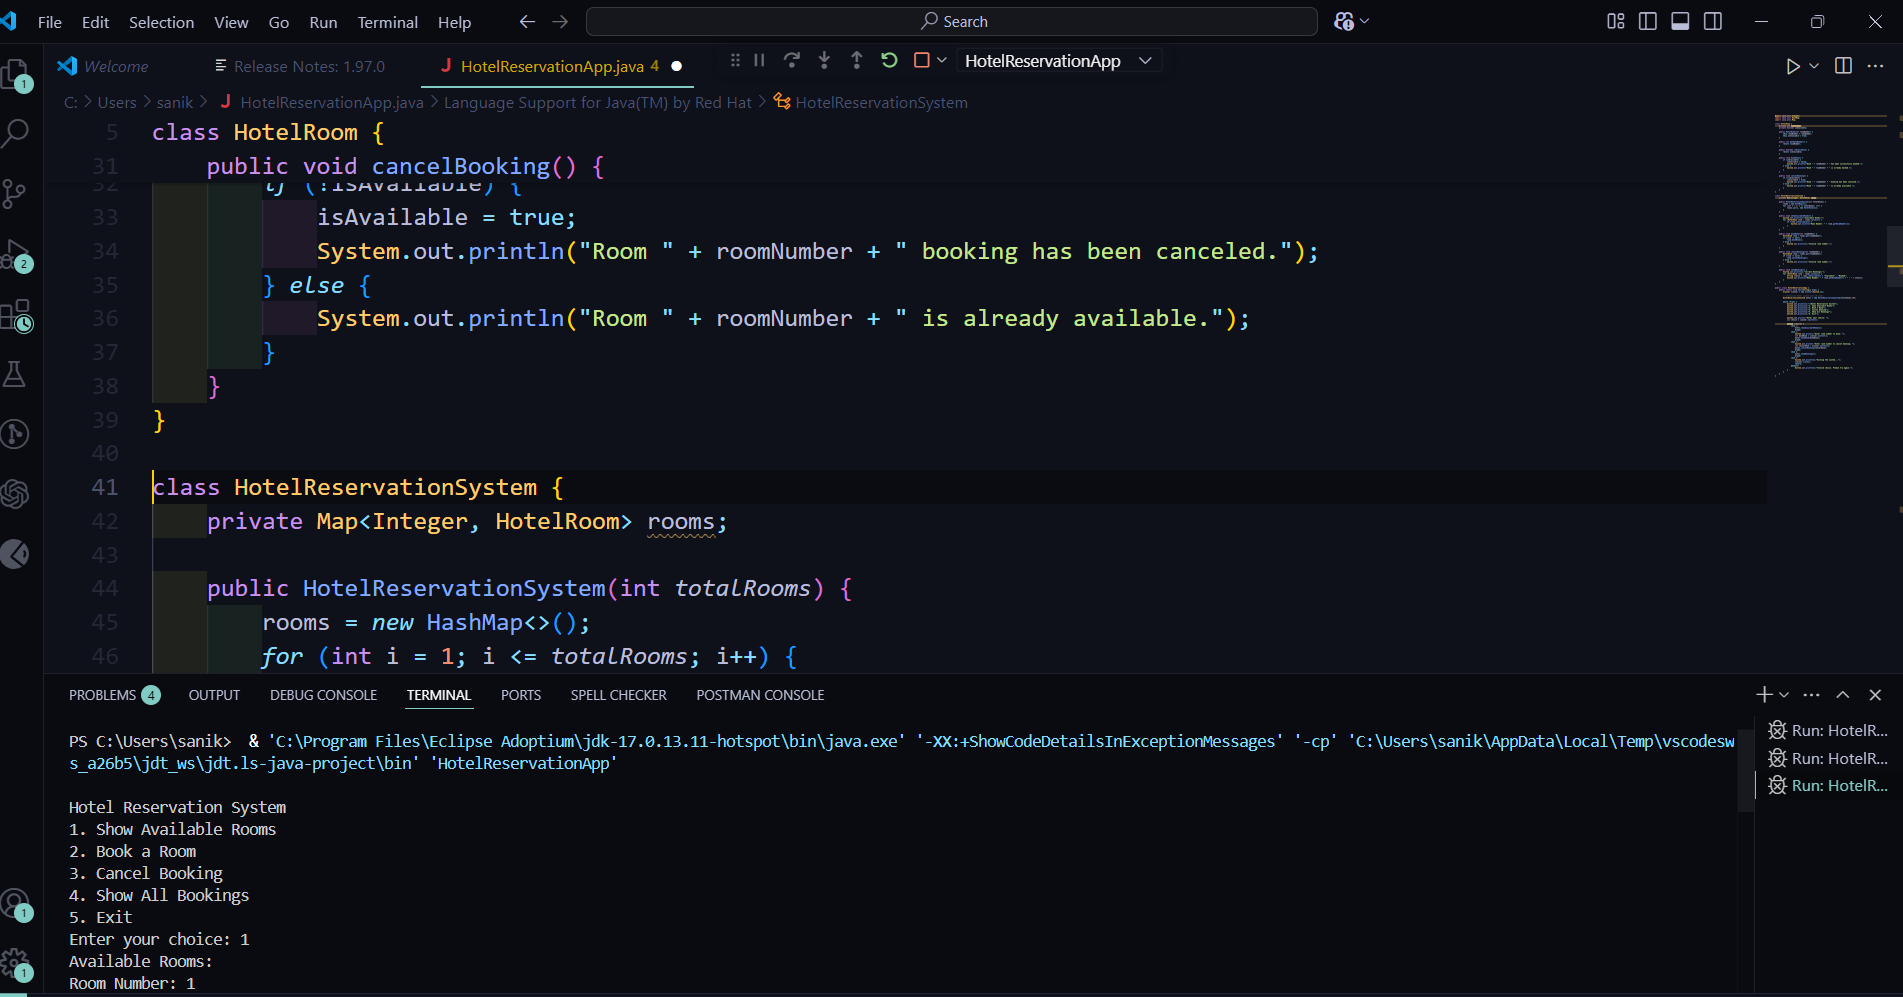 File Edit Selection View Go Run Terminal Help Search
Welcome Release Notes: 1.97.0 HotelReservationApp.java 4 HotelReservationApp
C: > Users > sanik > J HotelReservationApp.java > Language Support for Java(TM) by Red Hat > HotelReservationSystem
5 class HotelRoom {
31 public void cancelBooking() {
32 if (!isAvailable) {
33 isAvailable = true;
34 System.out.println("Room " + roomNumber + " booking has been canceled.");
35 } else {
36 System.out.println("Room " + roomNumber + " is already available.");
37 }
38 }
39 }
40
41 class HotelReservationSystem {
42 private Map<Integer, HotelRoom> rooms;
43
44 public HotelReservationSystem(int totalRooms) {
45 rooms = new HashMap<>();
46 for (int i = 1; i <= totalRooms; i++) {
PROBLEMS 4 OUTPUT DEBUG CONSOLE TERMINAL PORTS SPELL CHECKER POSTMAN CONSOLE
PS C:\Users\sanik> & 'C:\Program Files\Eclipse Adoptium\jdk-17.0.13.11-hotspot\bin\java.exe' '-XX:+ShowCodeDetailsInExceptionMessages' '-cp' 'C:\Users\sanik\AppData\Local\Temp\vscodesw
s_a26b5\jdt_ws\jdt.ls-java-project\bin' 'HotelReservationApp'
Hotel Reservation System
1. Show Available Rooms
2. Book a Room
3. Cancel Booking
4. Show All Bookings
5. Exit
Enter your choice: 1
Available Rooms:
Room Number: 1
Run: HotelR...
Run: HotelR...
Run: HotelR...
1
2
1
1